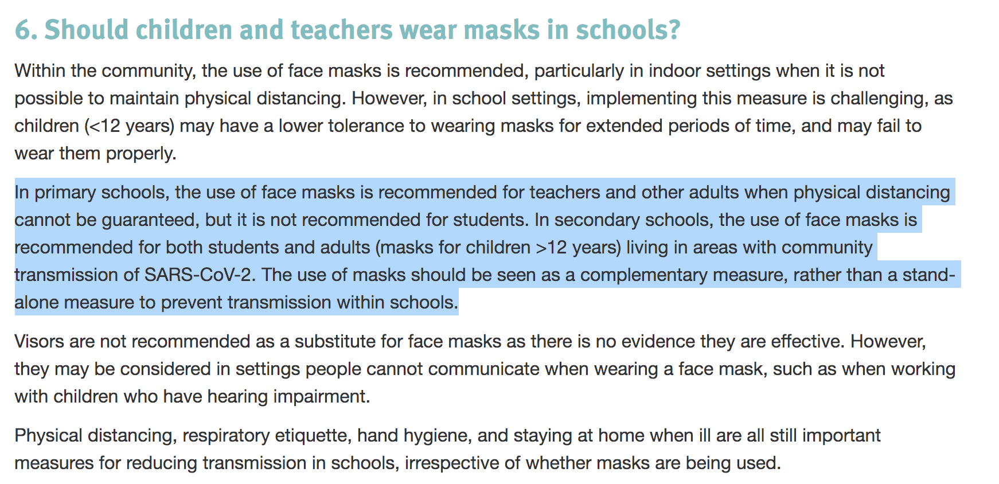 6. Should children and teachers wear masks in schools?
Within the community, the use of face masks is recommended, particularly in indoor settings when it is not
possible to maintain physical distancing. However, in school settings, implementing this measure is challenging, as
children (<12 years) may have a lower tolerance to wearing masks for extended periods of time, and may fail to
wear them properly.
In primary schools, the use of face masks is recommended for teachers and other adults when physical distancing
cannot be guaranteed, but it is not recommended for students. In secondary schools, the use of face masks is
recommended for both students and adults (masks for children >12 years) living in areas with community
transmission of SARS-CoV-2. The use of masks should be seen as a complementary measure, rather than a stand-
alone measure to prevent transmission within schools.
Visors are not recommended as a substitute for face masks as there is no evidence they are effective. However,
they may be considered in settings people cannot communicate when wearing a face mask, such as when working
with children who have hearing impairment.
Physical distancing, respiratory etiquette, hand hygiene, and staying at home when ill are all still important
measures for reducing transmission in schools, irrespective of whether masks are being used.